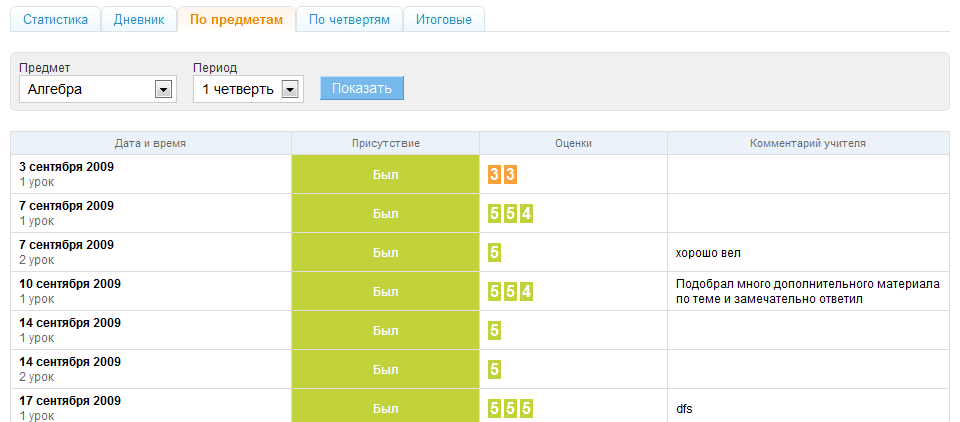 Статистика Дневник По предметам По четвертям Итоговые
Предмет Период
Алгебра 1 четверть Показать
Дата и время Присутствие Оценки Комментарий учителя
3 сентября 2009
1 урок Был 3 3
7 сентября 2009
1 урок Был 5 5 4
7 сентября 2009
2 урок Был 5 хорошо вел
10 сентября 2009
1 урок Был 5 5 4 Подобрал много дополнительного материала
по теме и замечательно ответил
14 сентября 2009
1 урок Был 5
14 сентября 2009
2 урок Был 5
17 сентября 2009
1 урок Был 5 5 5 dfs